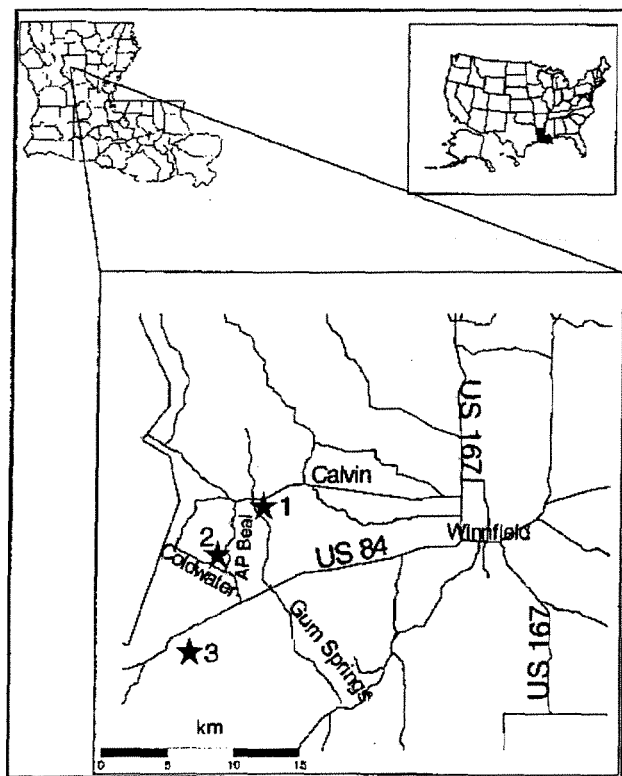 US 167
Calvin
1
Winnfield
AP Beal
2
US 84
Coldwater
Gum Springs
3
US 167
km
0 5 10 15